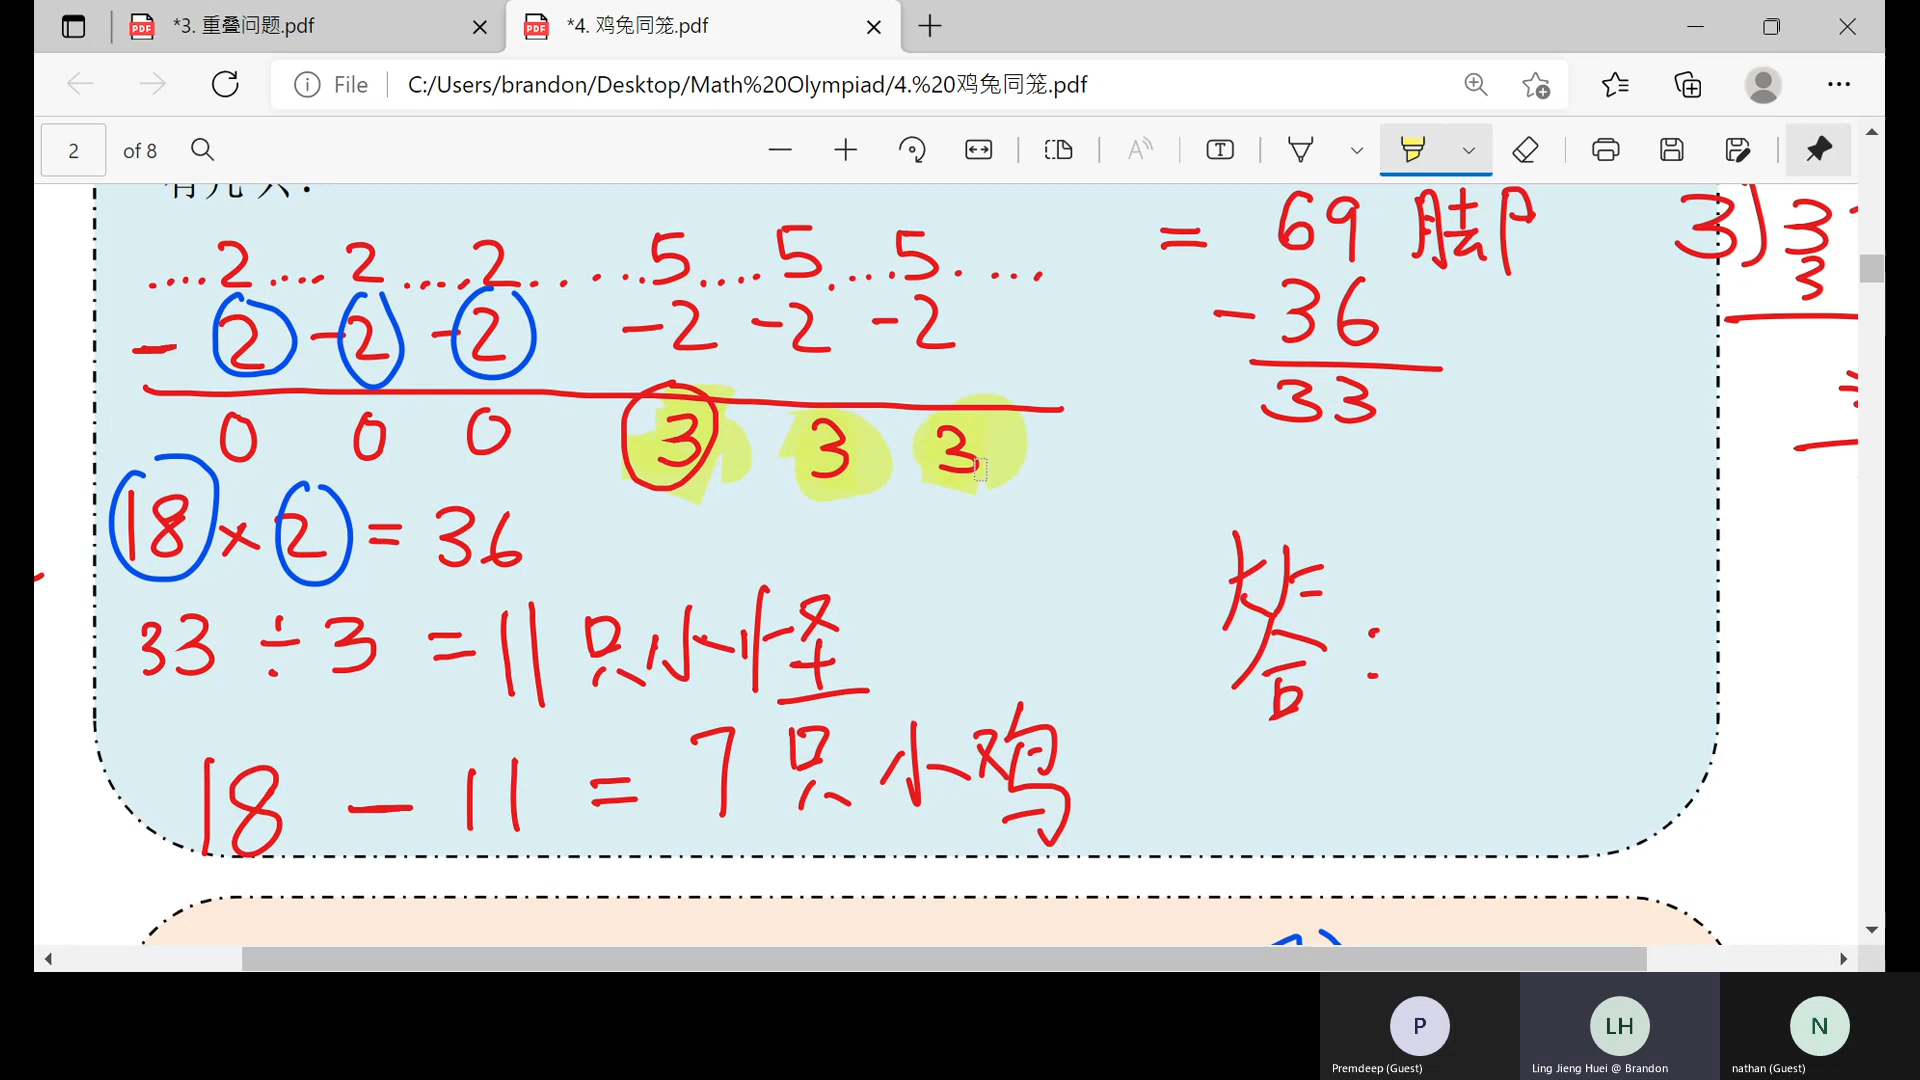 *3. 重叠问题.pdf
*4. 鸡兔同笼.pdf
File C:/Users/brandon/Desktop/Math%20Olympiad/4.%20鸡兔同笼.pdf
2 of 8
....2....2....2......5....5....5.....
- 2 -2 -2 -2 -2 -2
0 0 0 3 3 3
18 × 2 = 36
33 ÷ 3 = 11 只小怪
18 - 11 = 7 只小鸡
= 69 脚
- 36
33
答:
3)3
3
P
LH
N
Premdeep (Guest)
Ling Jieng Huei @ Brandon
nathan (Guest)